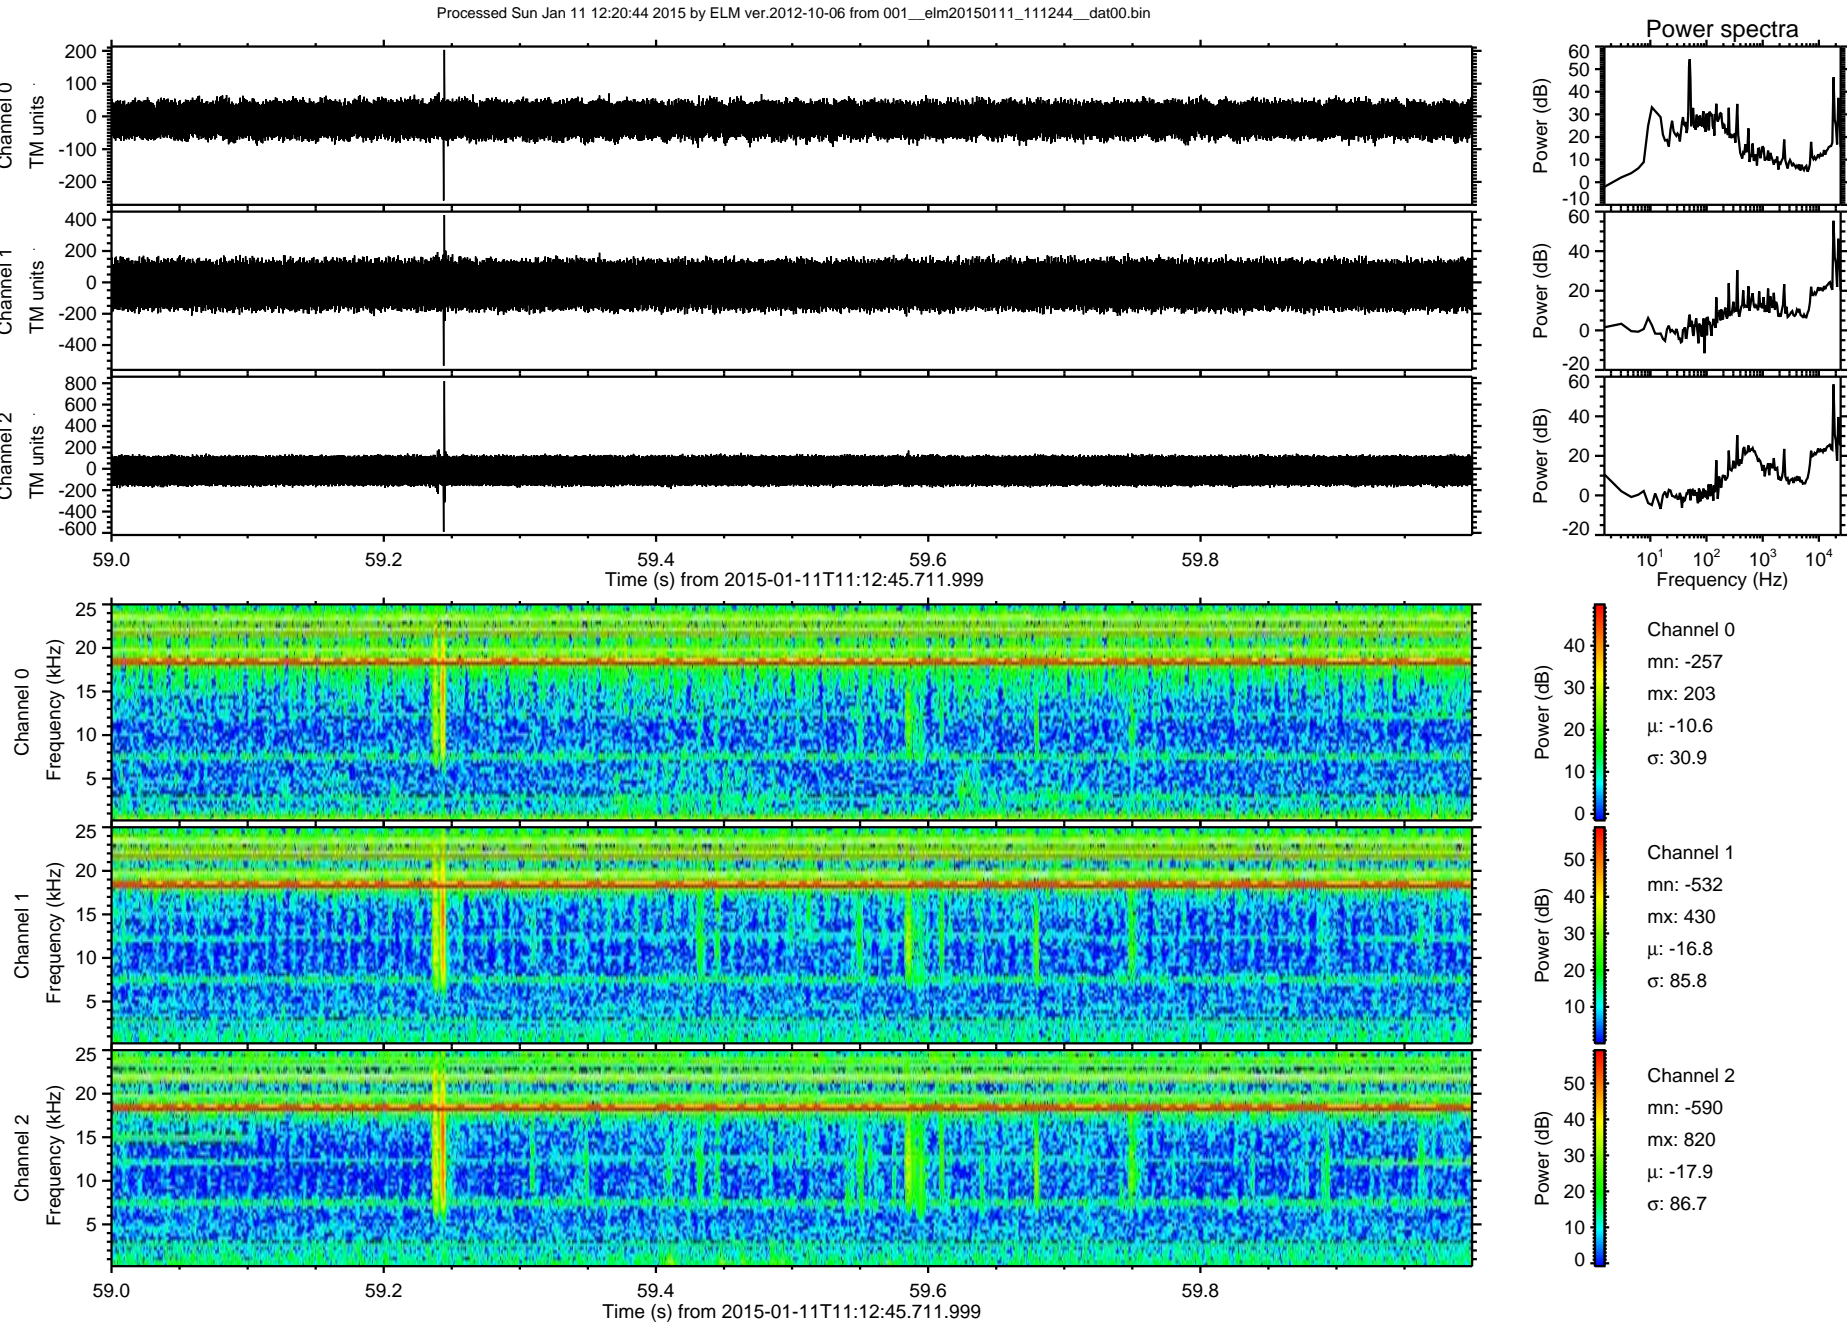 Processed Sun Jan 11 12:20:44 2015 by ELM ver.2012-10-06 from 001__elm20150111_111244__dat00.bin
Power spectra
Channel 0
TM units
200
100
0
-100
-200
Power (dB)
60
50
40
30
20
10
0
-10
Channel 1
TM units
400
200
0
-200
-400
Power (dB)
60
40
20
0
-20
Channel 2
TM units
800
600
400
200
0
-200
-400
-600
Power (dB)
60
40
20
0
-20
59.0 59.2 59.4 59.6 59.8
Time (s) from 2015-01-11T11:12:45.711.999
10^1 10^2 10^3 10^4
Frequency (Hz)
Channel 0
Frequency (kHz)
25
20
15
10
5
Power (dB)
40
30
20
10
0
Channel 0
mn: -257
mx: 203
μ: -10.6
σ: 30.9
Channel 1
Frequency (kHz)
25
20
15
10
5
Power (dB)
50
40
30
20
10
Channel 1
mn: -532
mx: 430
μ: -16.8
σ: 85.8
Channel 2
Frequency (kHz)
25
20
15
10
5
Power (dB)
50
40
30
20
10
0
Channel 2
mn: -590
mx: 820
μ: -17.9
σ: 86.7
59.0 59.2 59.4 59.6 59.8
Time (s) from 2015-01-11T11:12:45.711.999